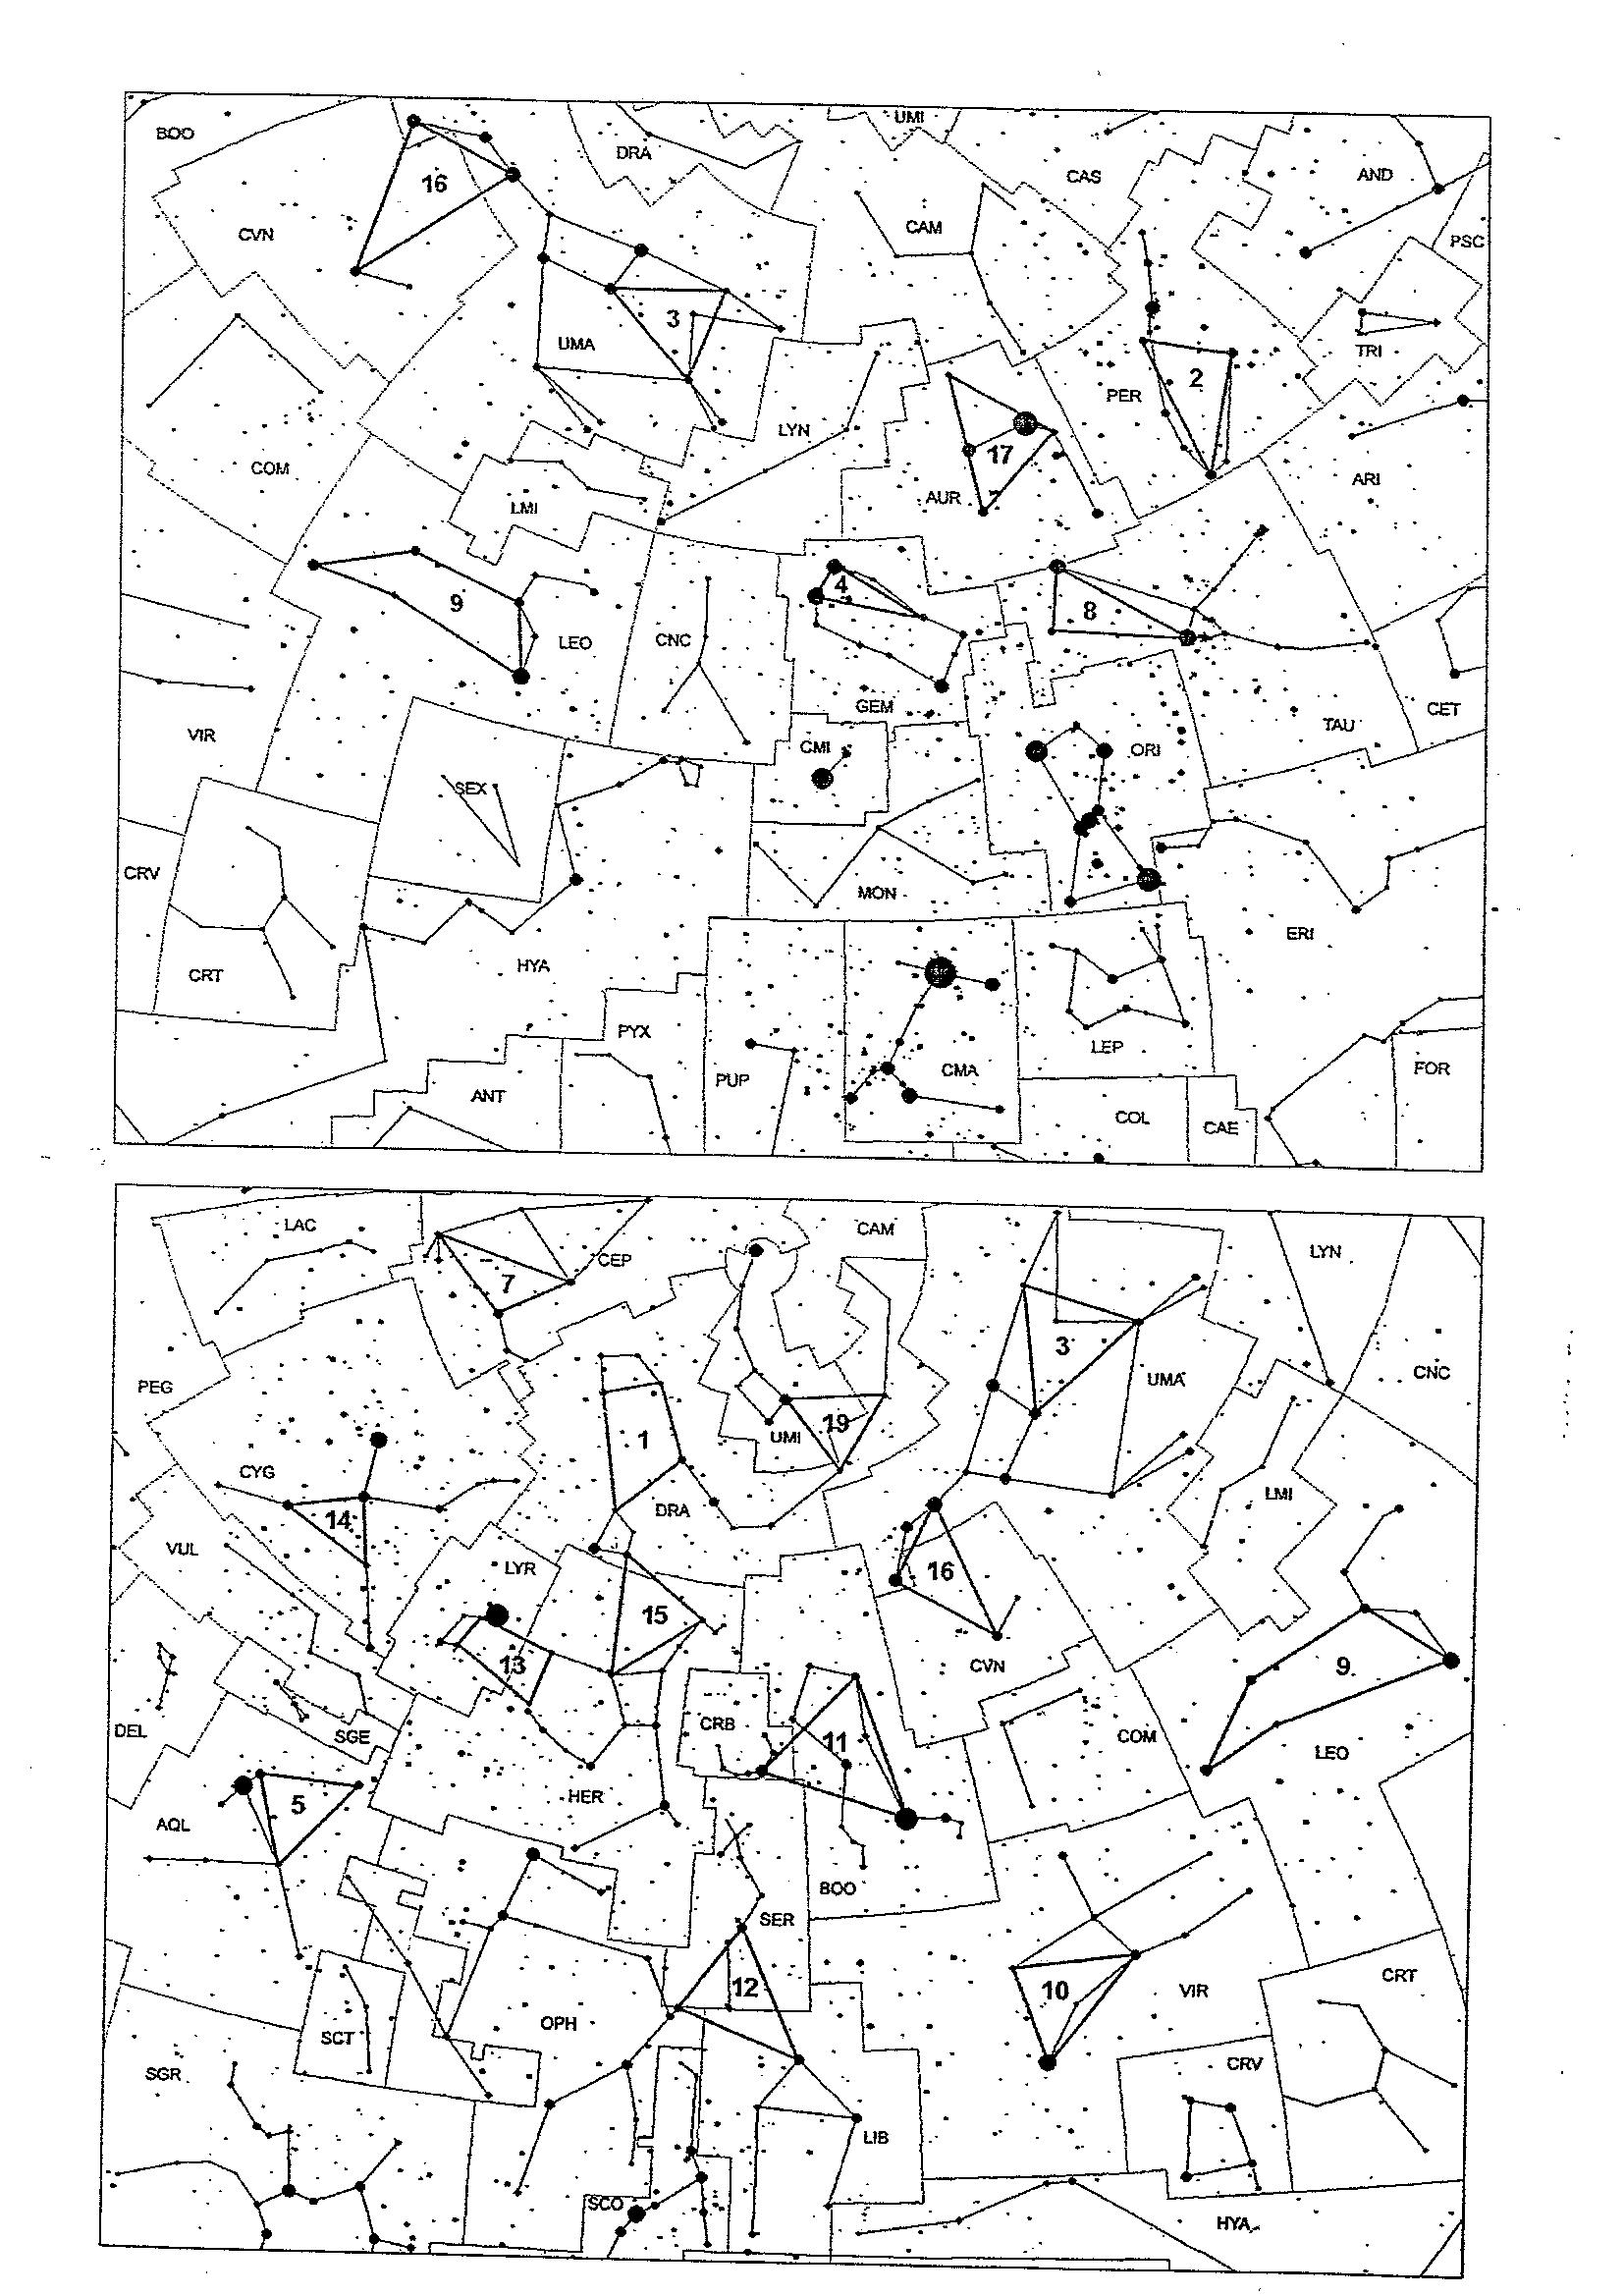 BOO
DRA
UMI
CAS
AND
16
CAM
CVN
PSC
3
UMA
TRI
2
PER
LYN
17
COM
ARI
AUR
LMI
4
9
8
LEO
CNC
GEM
CET
TAU
VIR
CMI
ORI
SEX
CRV
MON
ERI
HYA
CRT
PYX
LEP
CMA
FOR
PUP
ANT
COL
CAE
LAC
CAM
LYN
CEP
7
3
CNC
UMA
PEG
19
UMI
1
CYG
LMI
DRA
14
VUL
LYR
16
15
13
CVN
9
CRB
DEL
SGE
COM
11
LEO
HER
5
AQL
BOO
SER
12
CRT
10
VIR
OPH
SCT
CRV
SGR
LIB
SCO
HYA